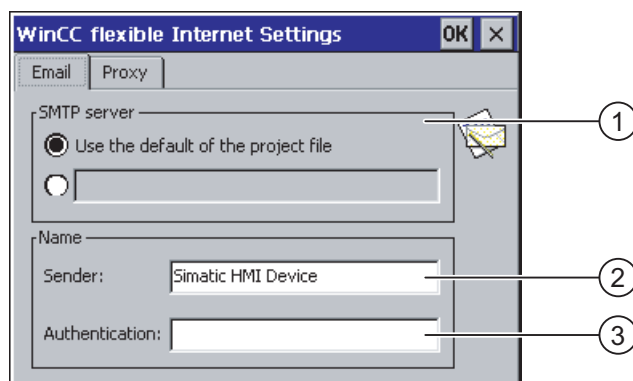 WinCC flexible Internet Settings OK ×
Email Proxy
SMTP server
1
Use the default of the project file
Name
Sender: Simatic HMI Device
2
Authentication:
3